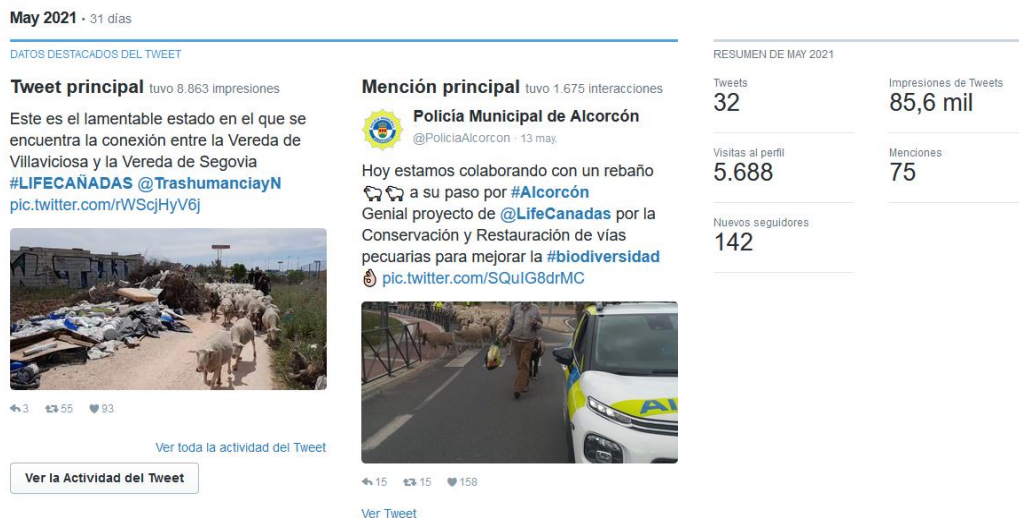 May 2021 · 31 días
DATOS DESTACADOS DEL TWEET
Tweet principal tuvo 8.863 impresiones
Este es el lamentable estado en el que se
encuentra la conexión entre la Vereda de
Villaviciosa y la Vereda de Segovia
#LIFECAÑADAS @TrashumanciayN
pic.twitter.com/rWScjHyV6j
3 55 93
Ver toda la actividad del Tweet
Ver la Actividad del Tweet
Mención principal tuvo 1.675 interacciones
Policía Municipal de Alcorcón
@PoliciaAlcorcon · 13 may.
Hoy estamos colaborando con un rebaño
🐑🐑 a su paso por #Alcorcón
Genial proyecto de @LifeCanadas por la
Conservación y Restauración de vías
pecuarias para mejorar la #biodiversidad
👌 pic.twitter.com/SQuIG8drMC
AL
15 15 158
Ver Tweet
RESUMEN DE MAY 2021
Tweets
32
Impresiones de Tweets
85,6 mil
Visitas al perfil
5.688
Menciones
75
Nuevos seguidores
142